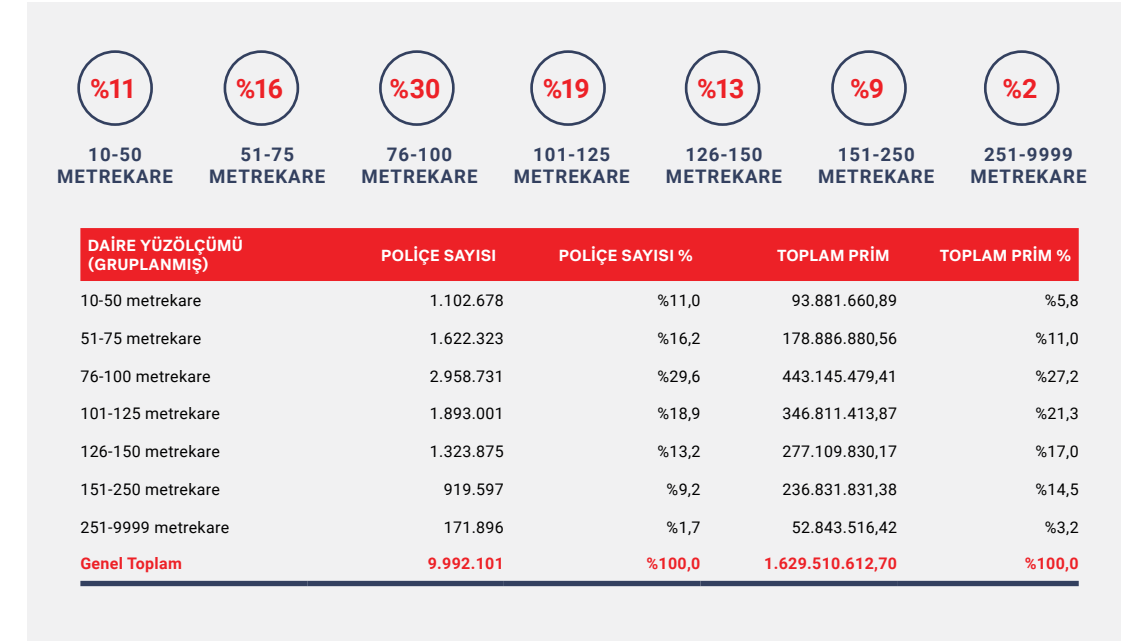 %11 %16 %30 %19 %13 %9 %2
10-50 51-75 76-100 101-125 126-150 151-250 251-9999
METREKARE METREKARE METREKARE METREKARE METREKARE METREKARE METREKARE
DAİRE YÜZÖLÇÜMÜ
(GRUPLANMIŞ) POLİÇE SAYISI POLİÇE SAYISI % TOPLAM PRİM TOPLAM PRİM %
10-50 metrekare 1.102.678 %11,0 93.881.660,89 %5,8
51-75 metrekare 1.622.323 %16,2 178.886.880,56 %11,0
76-100 metrekare 2.958.731 %29,6 443.145.479,41 %27,2
101-125 metrekare 1.893.001 %18,9 346.811.413,87 %21,3
126-150 metrekare 1.323.875 %13,2 277.109.830,17 %17,0
151-250 metrekare 919.597 %9,2 236.831.831,38 %14,5
251-9999 metrekare 171.896 %1,7 52.843.516,42 %3,2
Genel Toplam 9.992.101 %100,0 1.629.510.612,70 %100,0